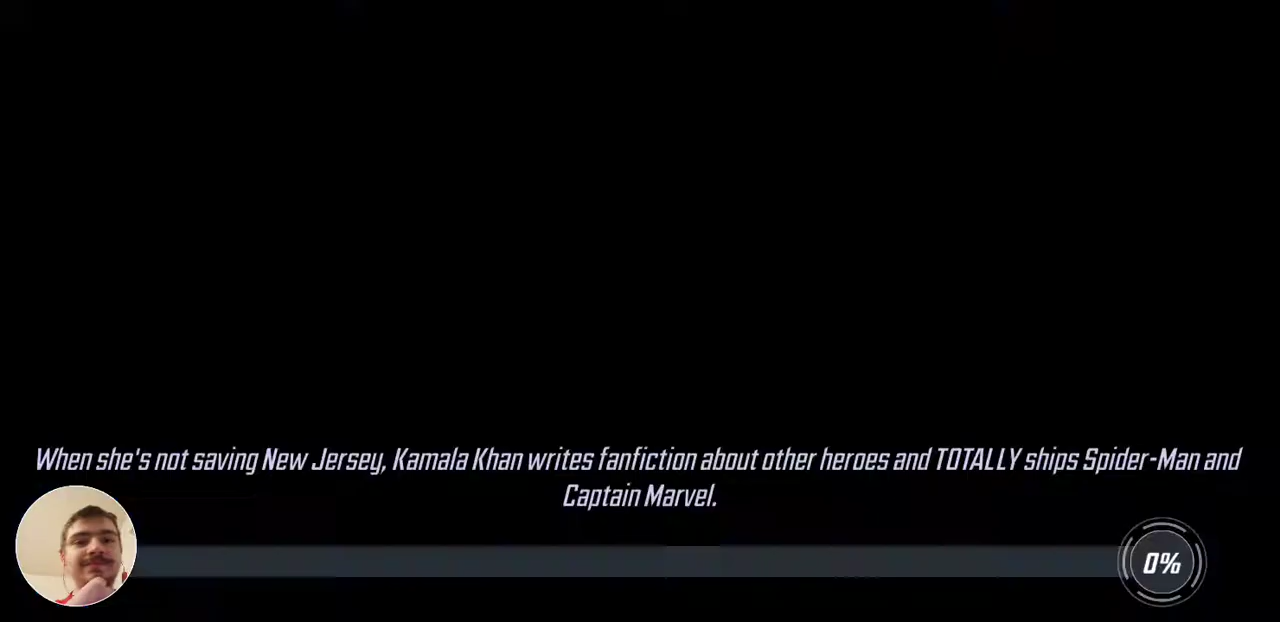 When she's not saving New Jersey, Kamala Khan writes fanfiction about other heroes and TOTALLY ships Spider-Man and
Captain Marvel.
0%